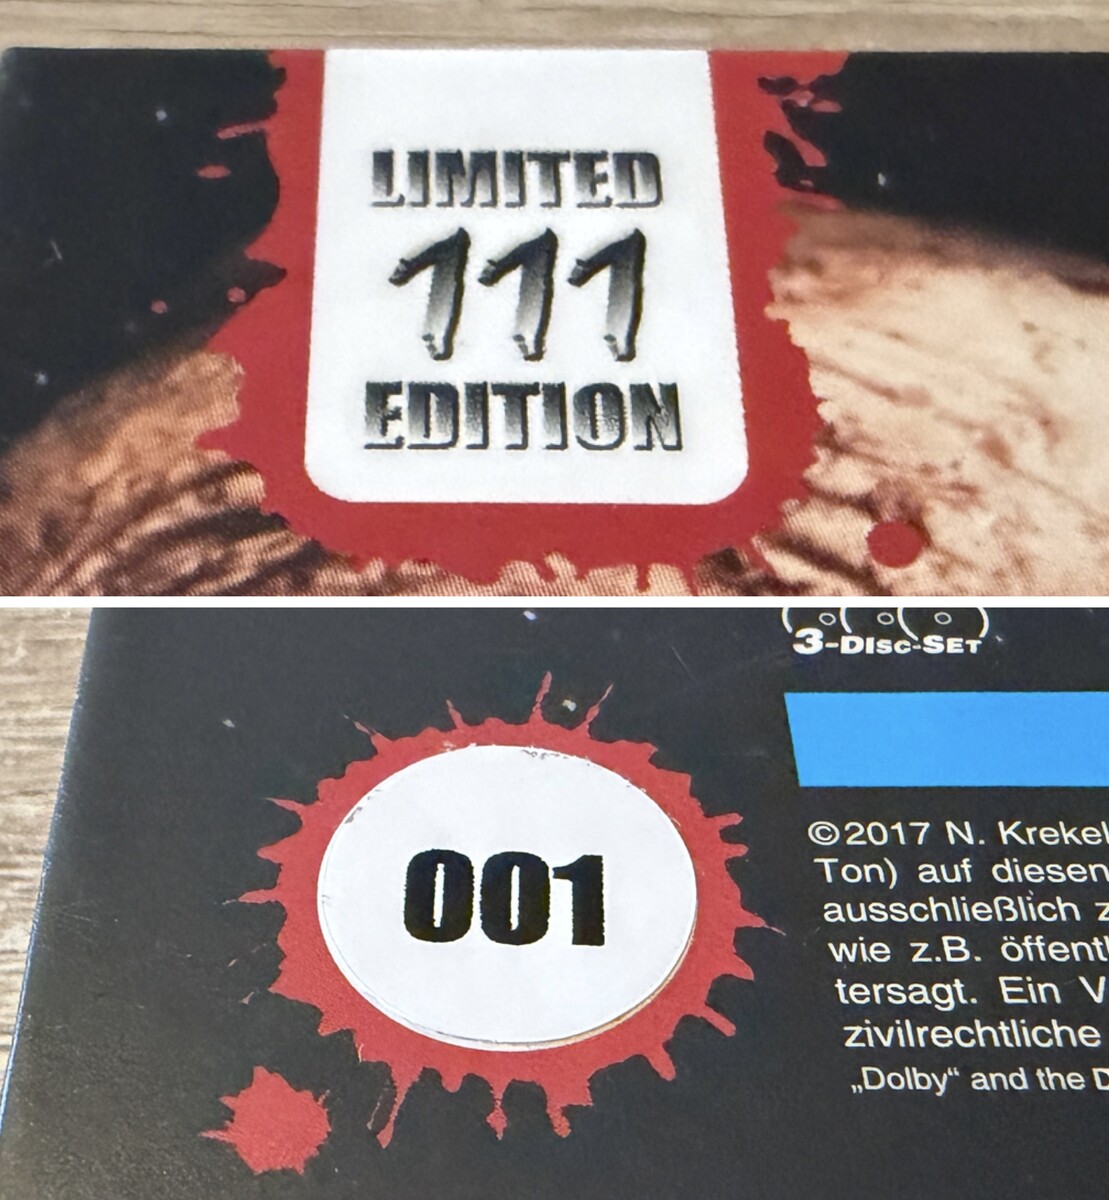 LIMITED
111
EDITION
3-DISC-SET
001
©2017 N. Krekel
Ton) auf diesen
ausschließlich z
wie z.B. öffentl
tersagt. Ein V
zivilrechtliche
„Dolby“ and the D